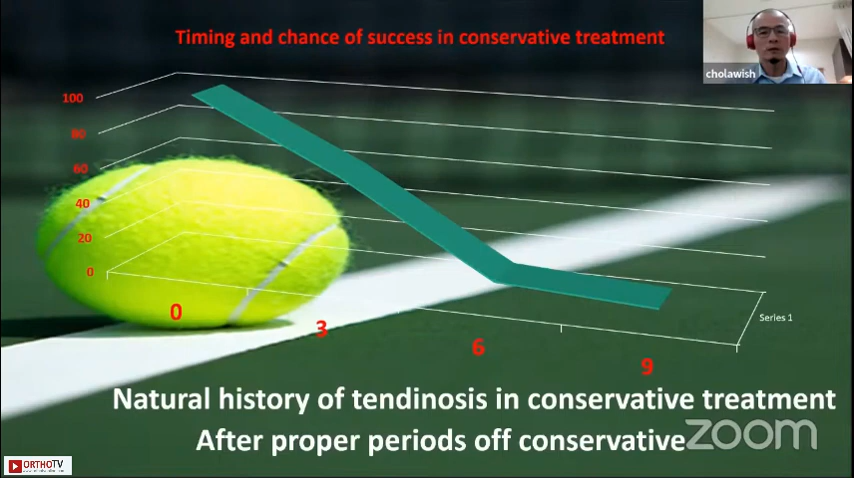 Timing and chance of success in conservative treatment
cholawish
100
80
60
40
20
0
0
3
6
9
Series 1
Natural history of tendinosis in conservative treatment
After proper periods off conservative
zoom
ORTHOTV